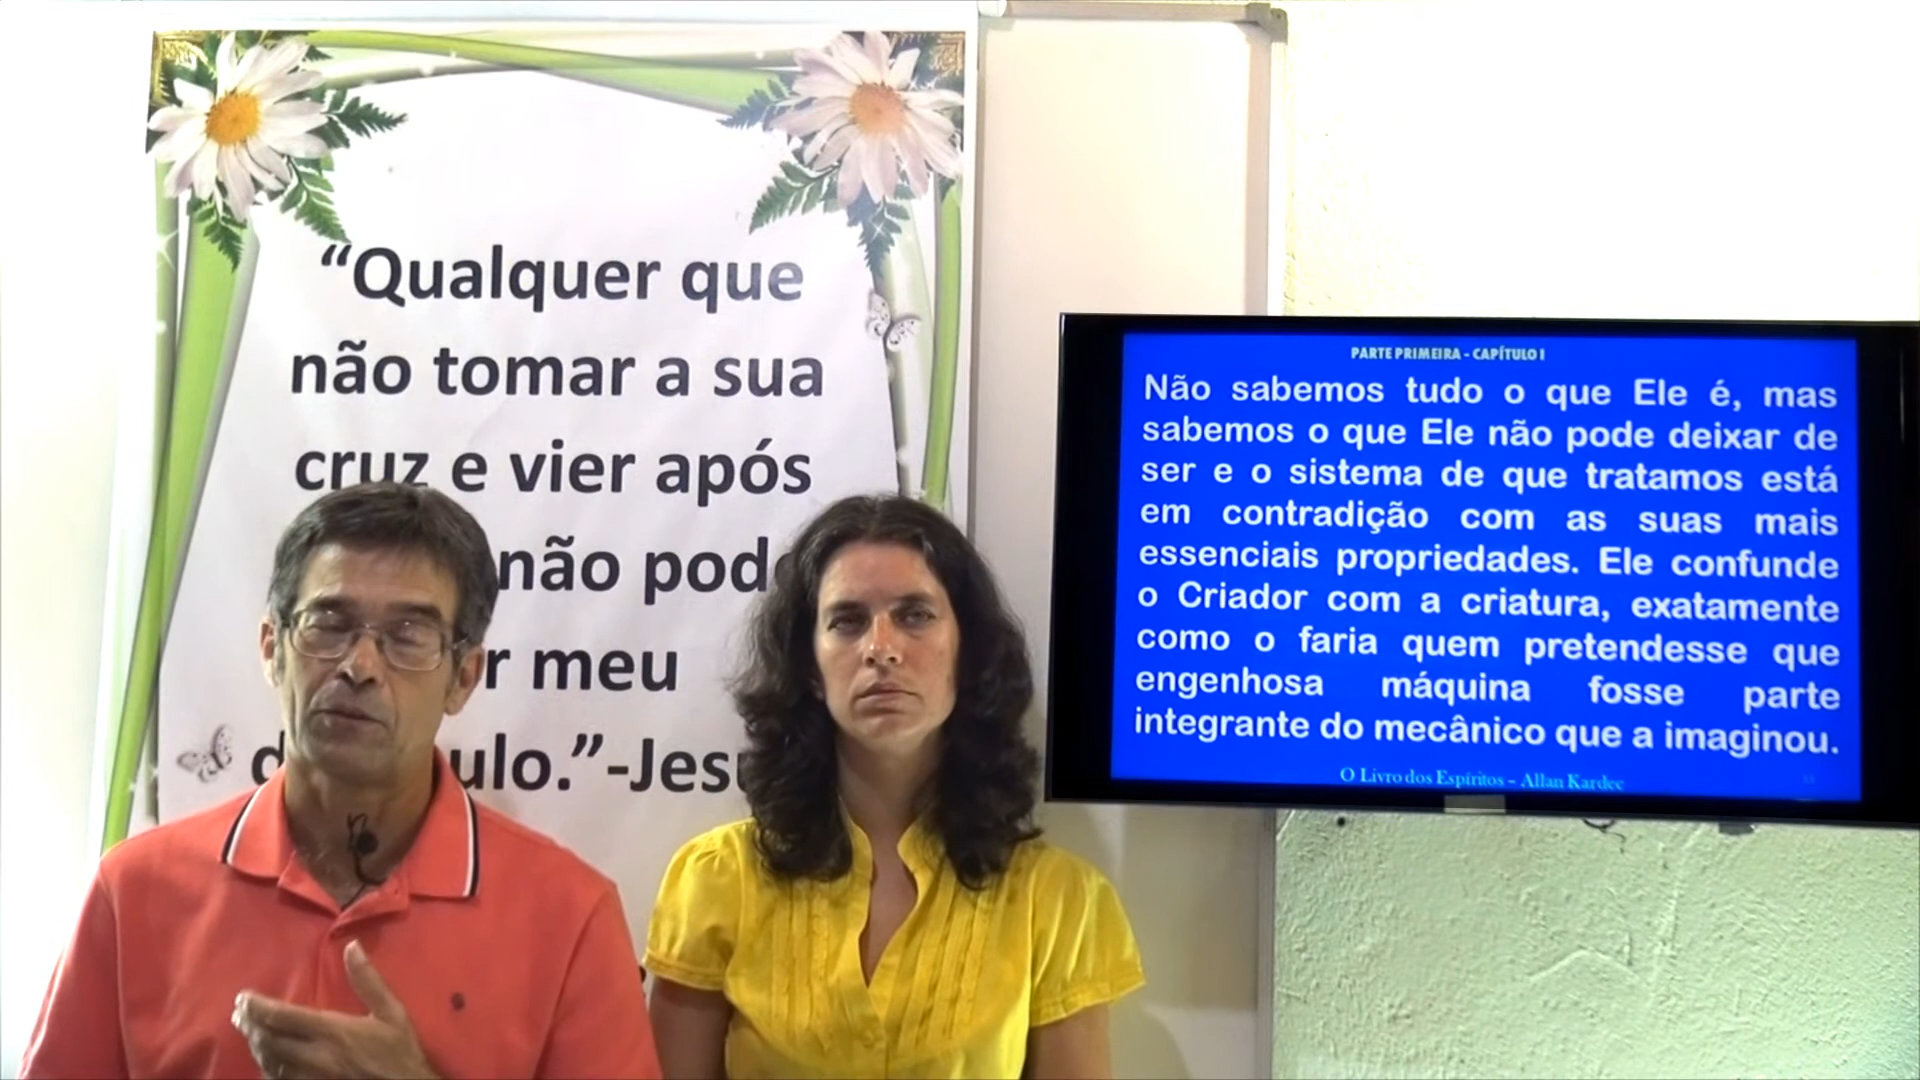 “Qualquer que
não tomar a sua
cruz e vier após
não pod
r meu
d ulo.”-Jesu
PARTE PRIMEIRA - CAPÍTULO I
Não sabemos tudo o que Ele é, mas
sabemos o que Ele não pode deixar de
ser e o sistema de que tratamos está
em contradição com as suas mais
essenciais propriedades. Ele confunde
o Criador com a criatura, exatamente
como o faria quem pretendesse que
engenhosa máquina fosse parte
integrante do mecânico que a imaginou.
O Livro dos Espíritos – Allan Kardec